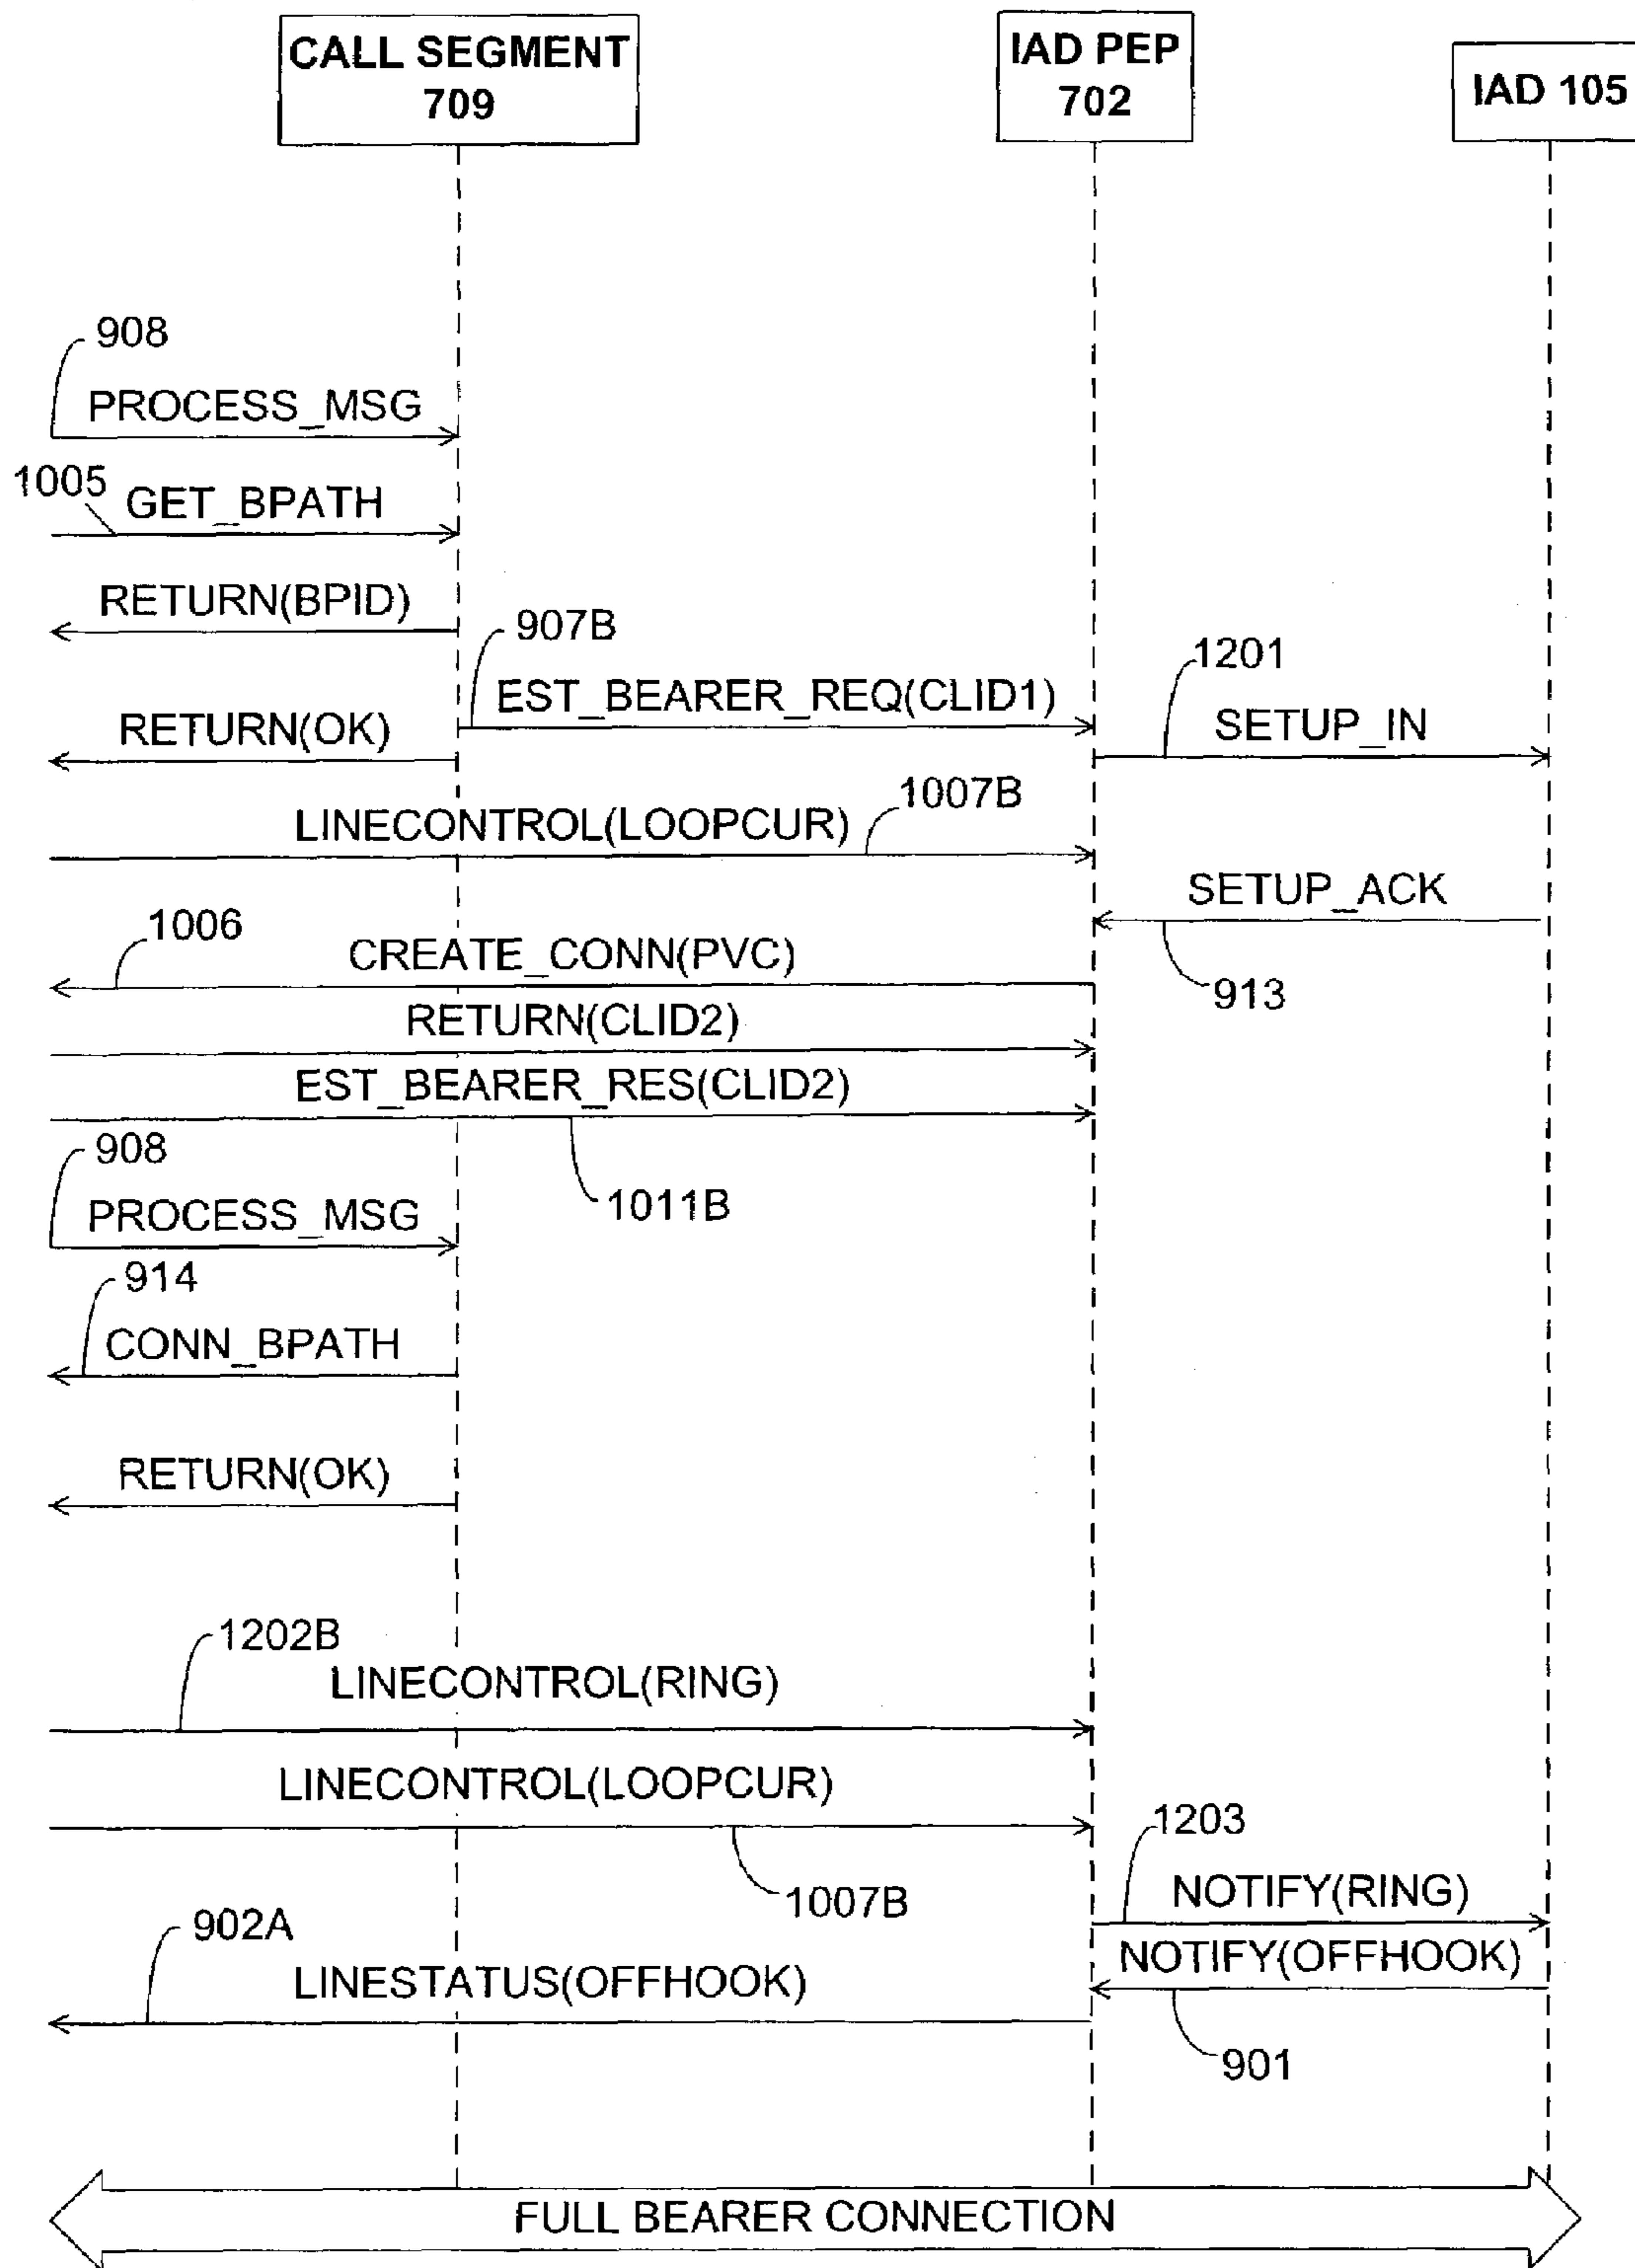 CALL SEGMENT
709
IAD PEP
702
IAD 105
908
PROCESS_MSG
1005
GET_BPATH
RETURN(BPID)
907B
EST_BEARER_REQ(CLID1)
1201
SETUP_IN
RETURN(OK)
1007B
LINECONTROL(LOOPCUR)
SETUP_ACK
913
1006
CREATE_CONN(PVC)
RETURN(CLID2)
EST_BEARER_RES(CLID2)
1011B
908
PROCESS_MSG
914
CONN_BPATH
RETURN(OK)
1202B
LINECONTROL(RING)
LINECONTROL(LOOPCUR)
1007B
1203
NOTIFY(RING)
NOTIFY(OFFHOOK)
901
902A
LINESTATUS(OFFHOOK)
FULL BEARER CONNECTION